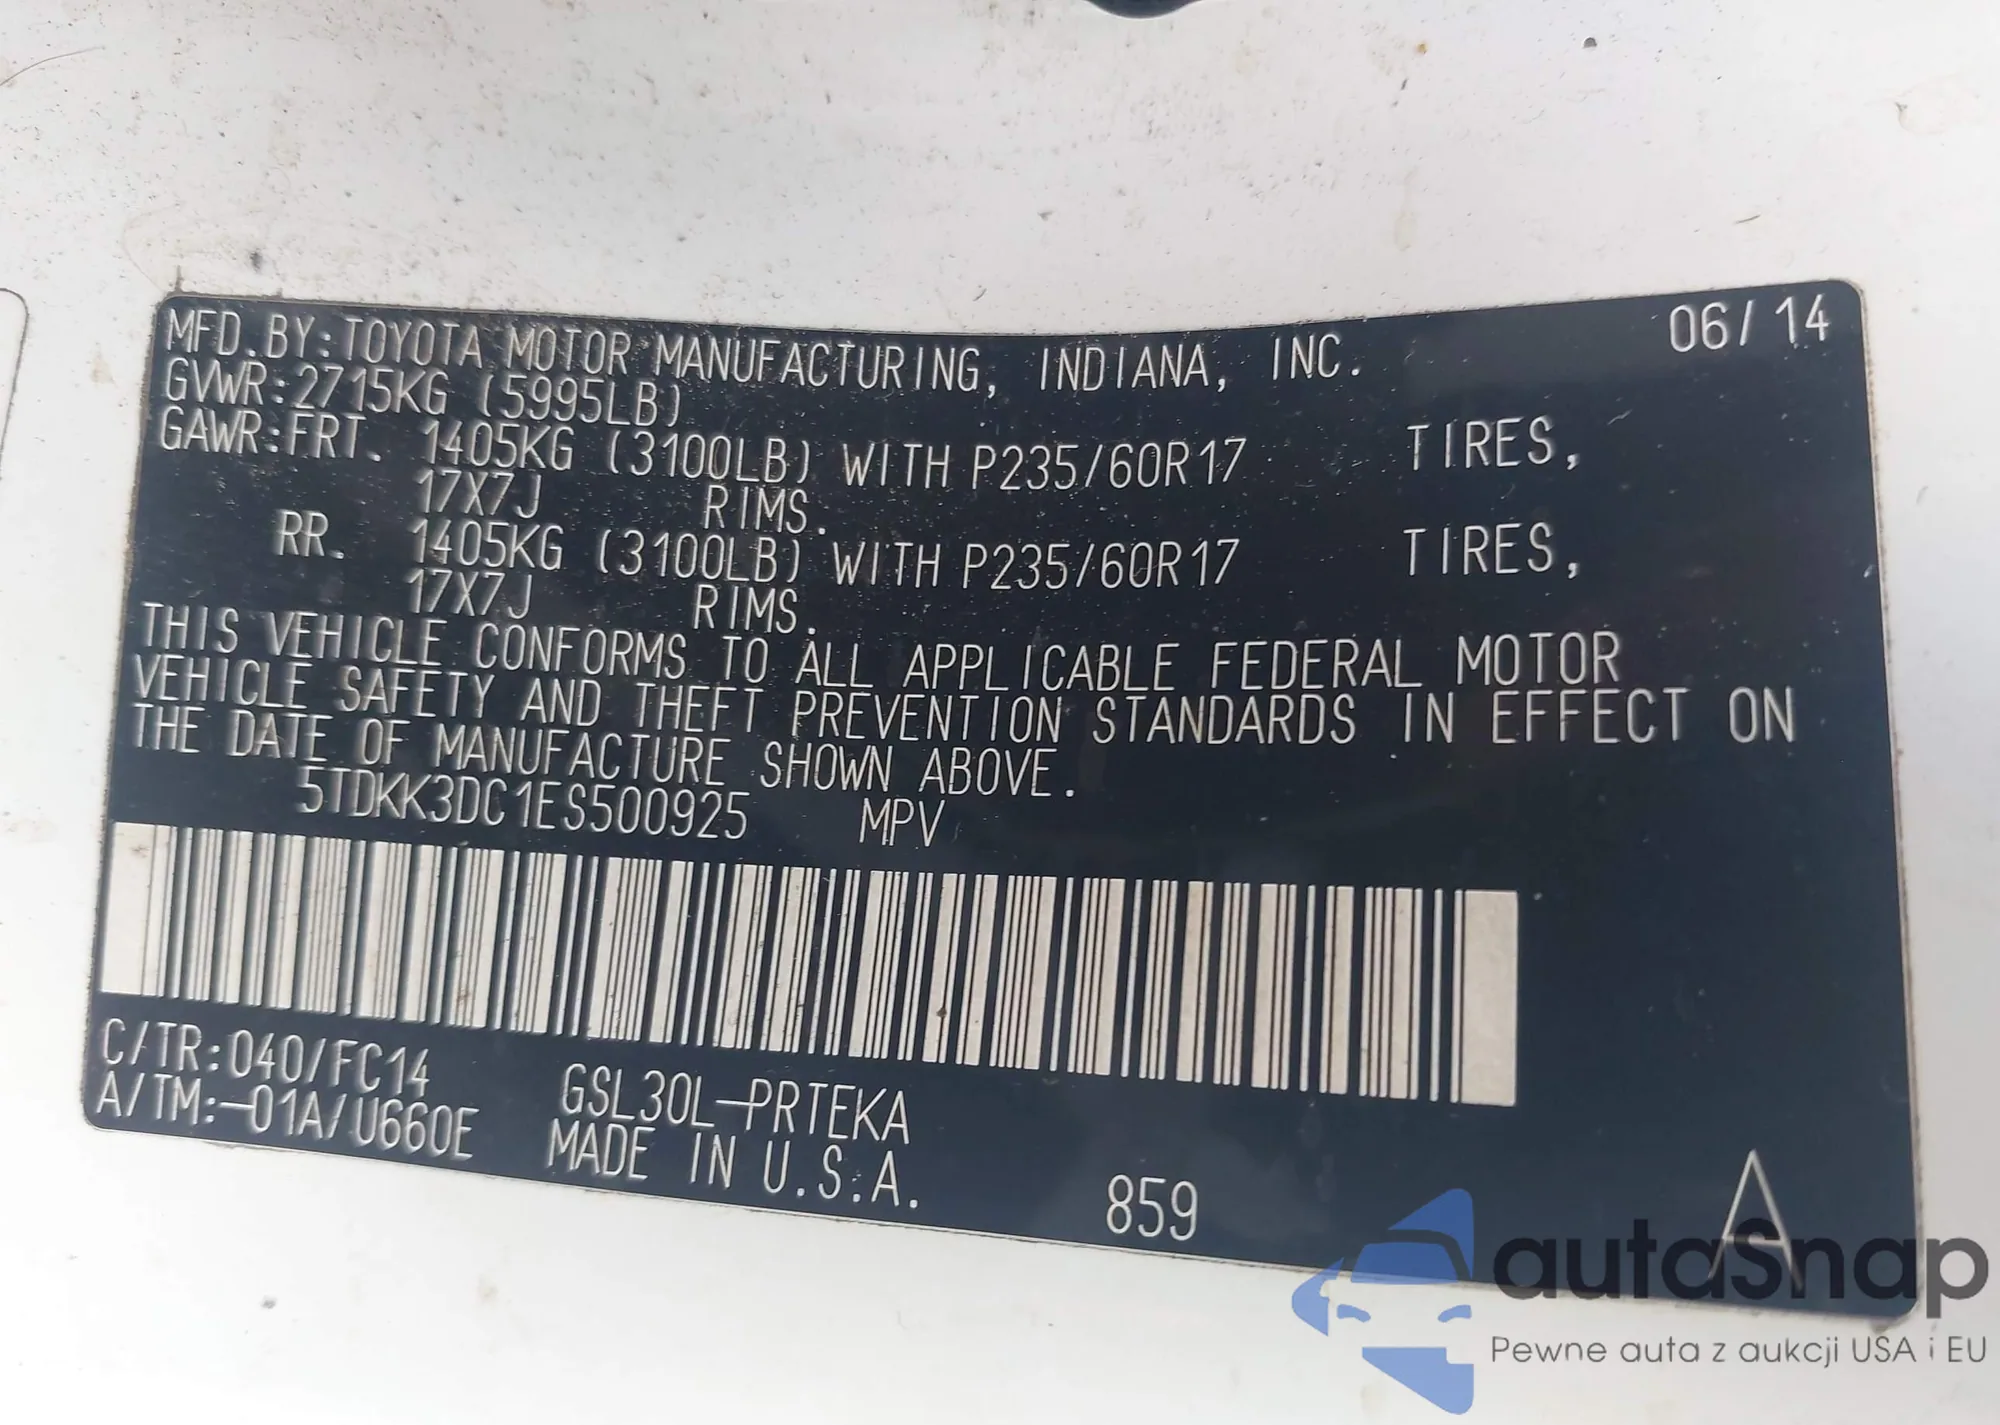 MFD.BY:TOYOTA MOTOR MANUFACTURING, INDIANA, INC. 06/14
GVWR:2715KG (5995LB)
GAWR:FRT. 1405KG (3100LB) WITH P235/60R17 TIRES,
17X7J RIMS.
RR. 1405KG (3100LB) WITH P235/60R17 TIRES,
17X7J RIMS.
THIS VEHICLE CONFORMS TO ALL APPLICABLE FEDERAL MOTOR
VEHICLE SAFETY AND THEFT PREVENTION STANDARDS IN EFFECT ON
THE DATE OF MANUFACTURE SHOWN ABOVE.
5TDKK3DC1ES500925 MPV
C/TR:040/FC14
A/TM:-01A/U660E
GSL30L-PRTEKA
MADE IN U.S.A.
859
A
autaSnap
Pewne auta z aukcji USA i EU